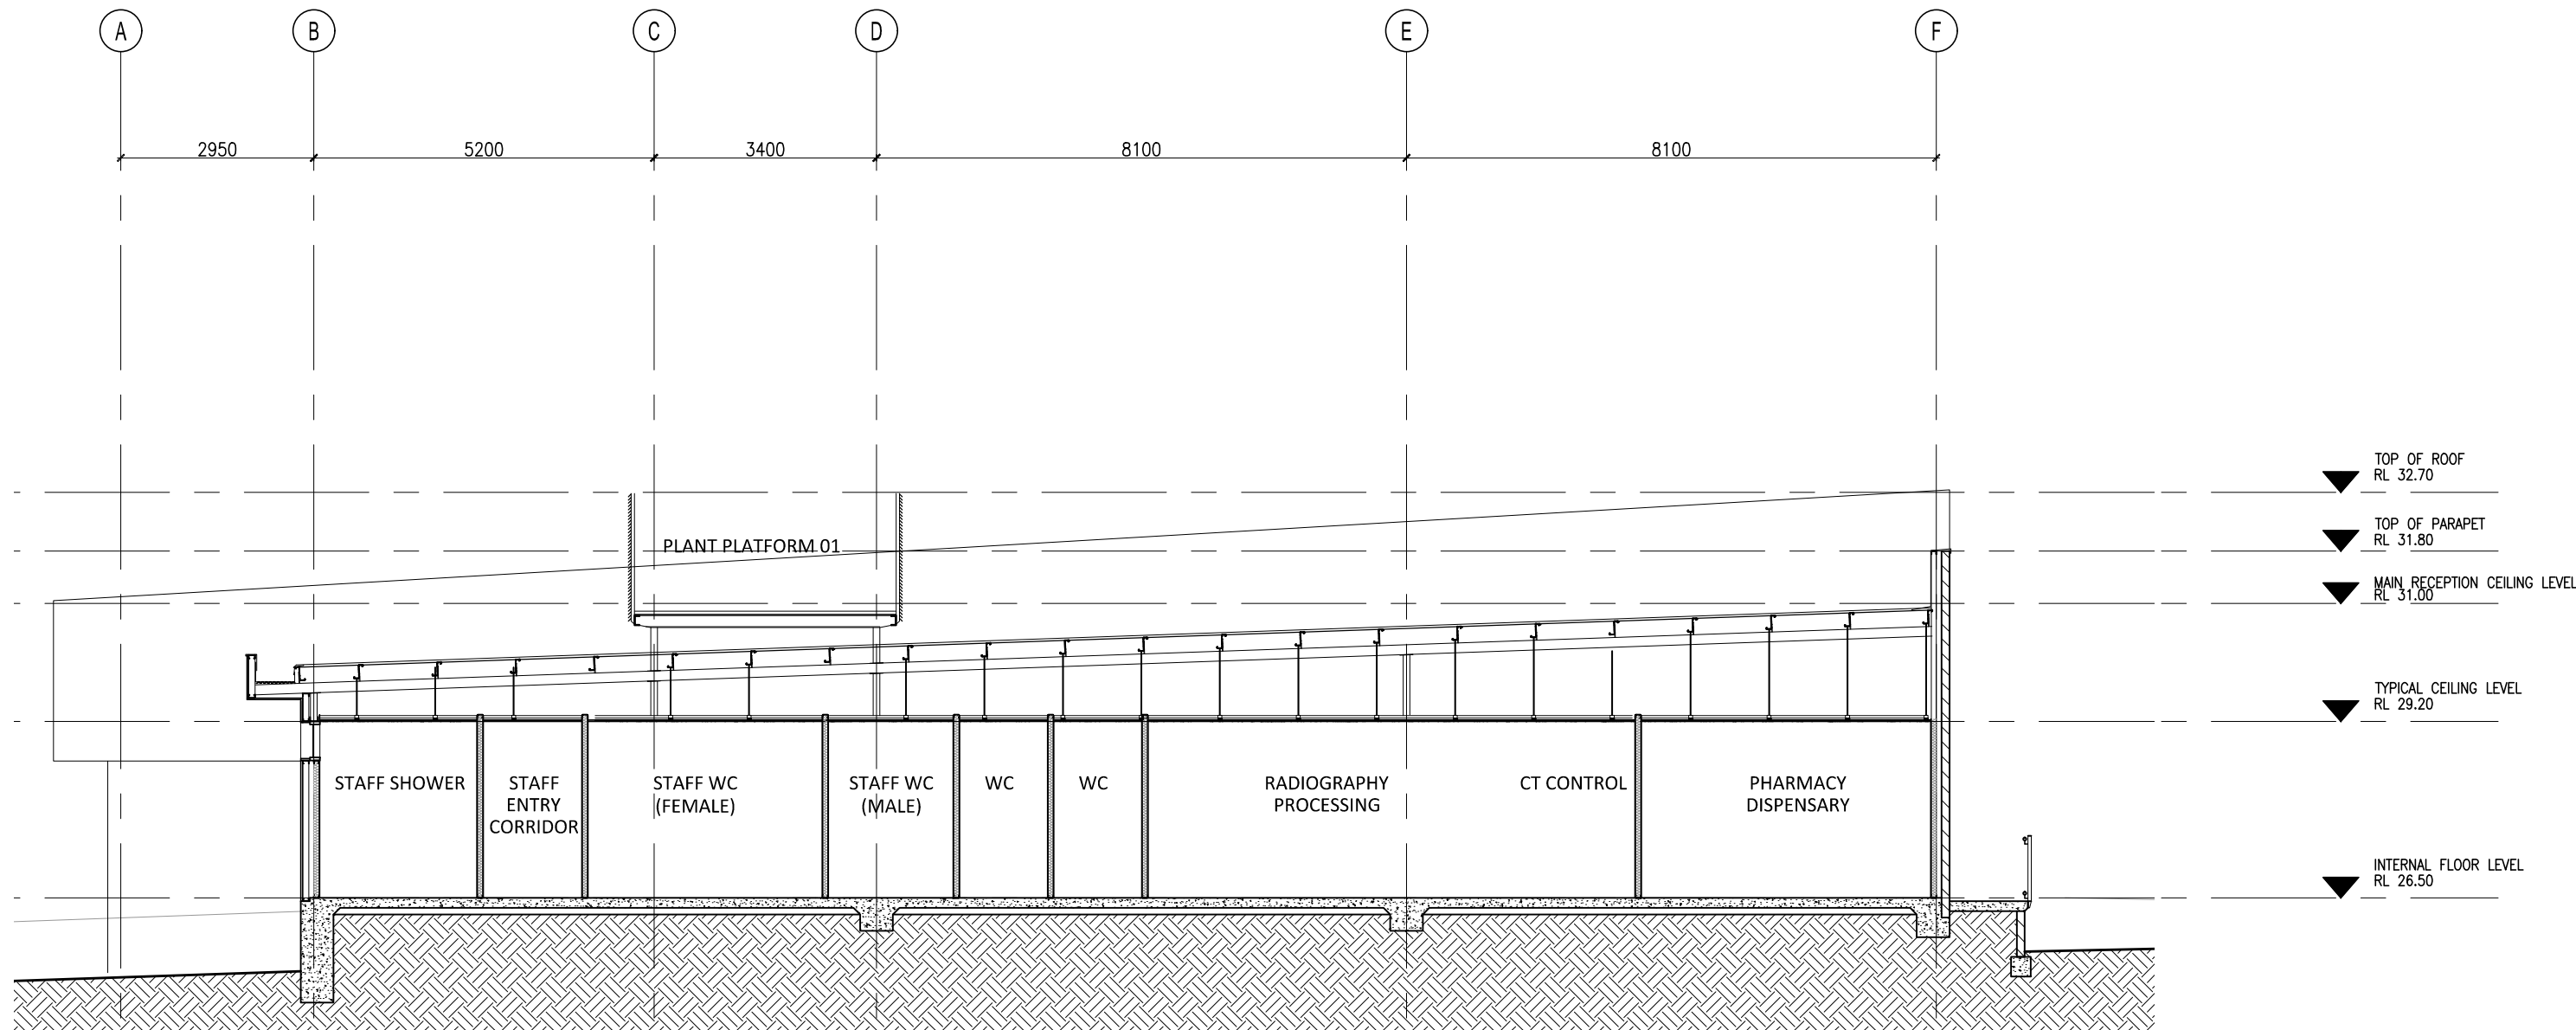 A
B
C
D
E
F
2950
5200
3400
8100
8100
TOP OF ROOF
RL 32.70
TOP OF PARAPET
RL 31.80
PLANT PLATFORM 01
MAIN RECEPTION CEILING LEVEL
RL 31.00
TYPICAL CEILING LEVEL
RL 29.20
STAFF SHOWER
STAFF
ENTRY
CORRIDOR
STAFF WC
(FEMALE)
STAFF WC
(MALE)
WC
WC
RADIOGRAPHY
PROCESSING
CT CONTROL
PHARMACY
DISPENSARY
INTERNAL FLOOR LEVEL
RL 26.50